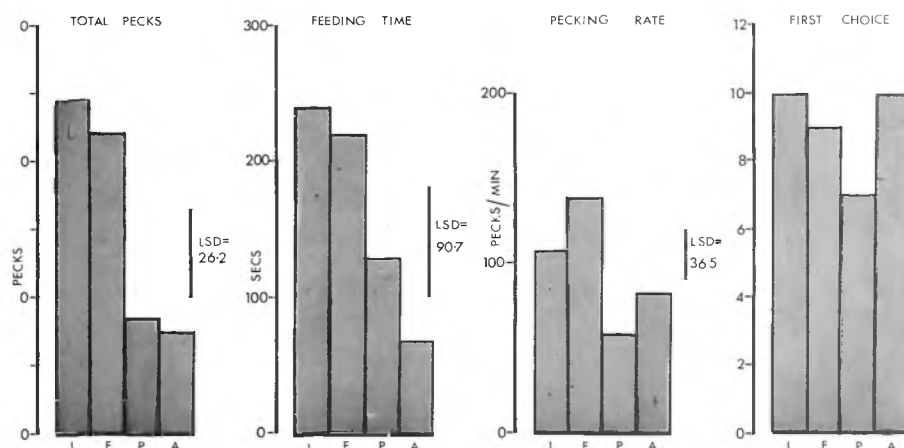 TOTAL PECKS
0-
0-
0-
0-
PECKS
LSD=
26·2
L F P A
FEEDING TIME
300-
200-
100-
0-
SECS
LSD=
90·7
L F P A
PECKING RATE
200-
100-
0-
PECKS/MIN
LSD=
36·5
L F P A
FIRST CHOICE
12-
10-
8-
6-
4-
2-
0-
L F P A